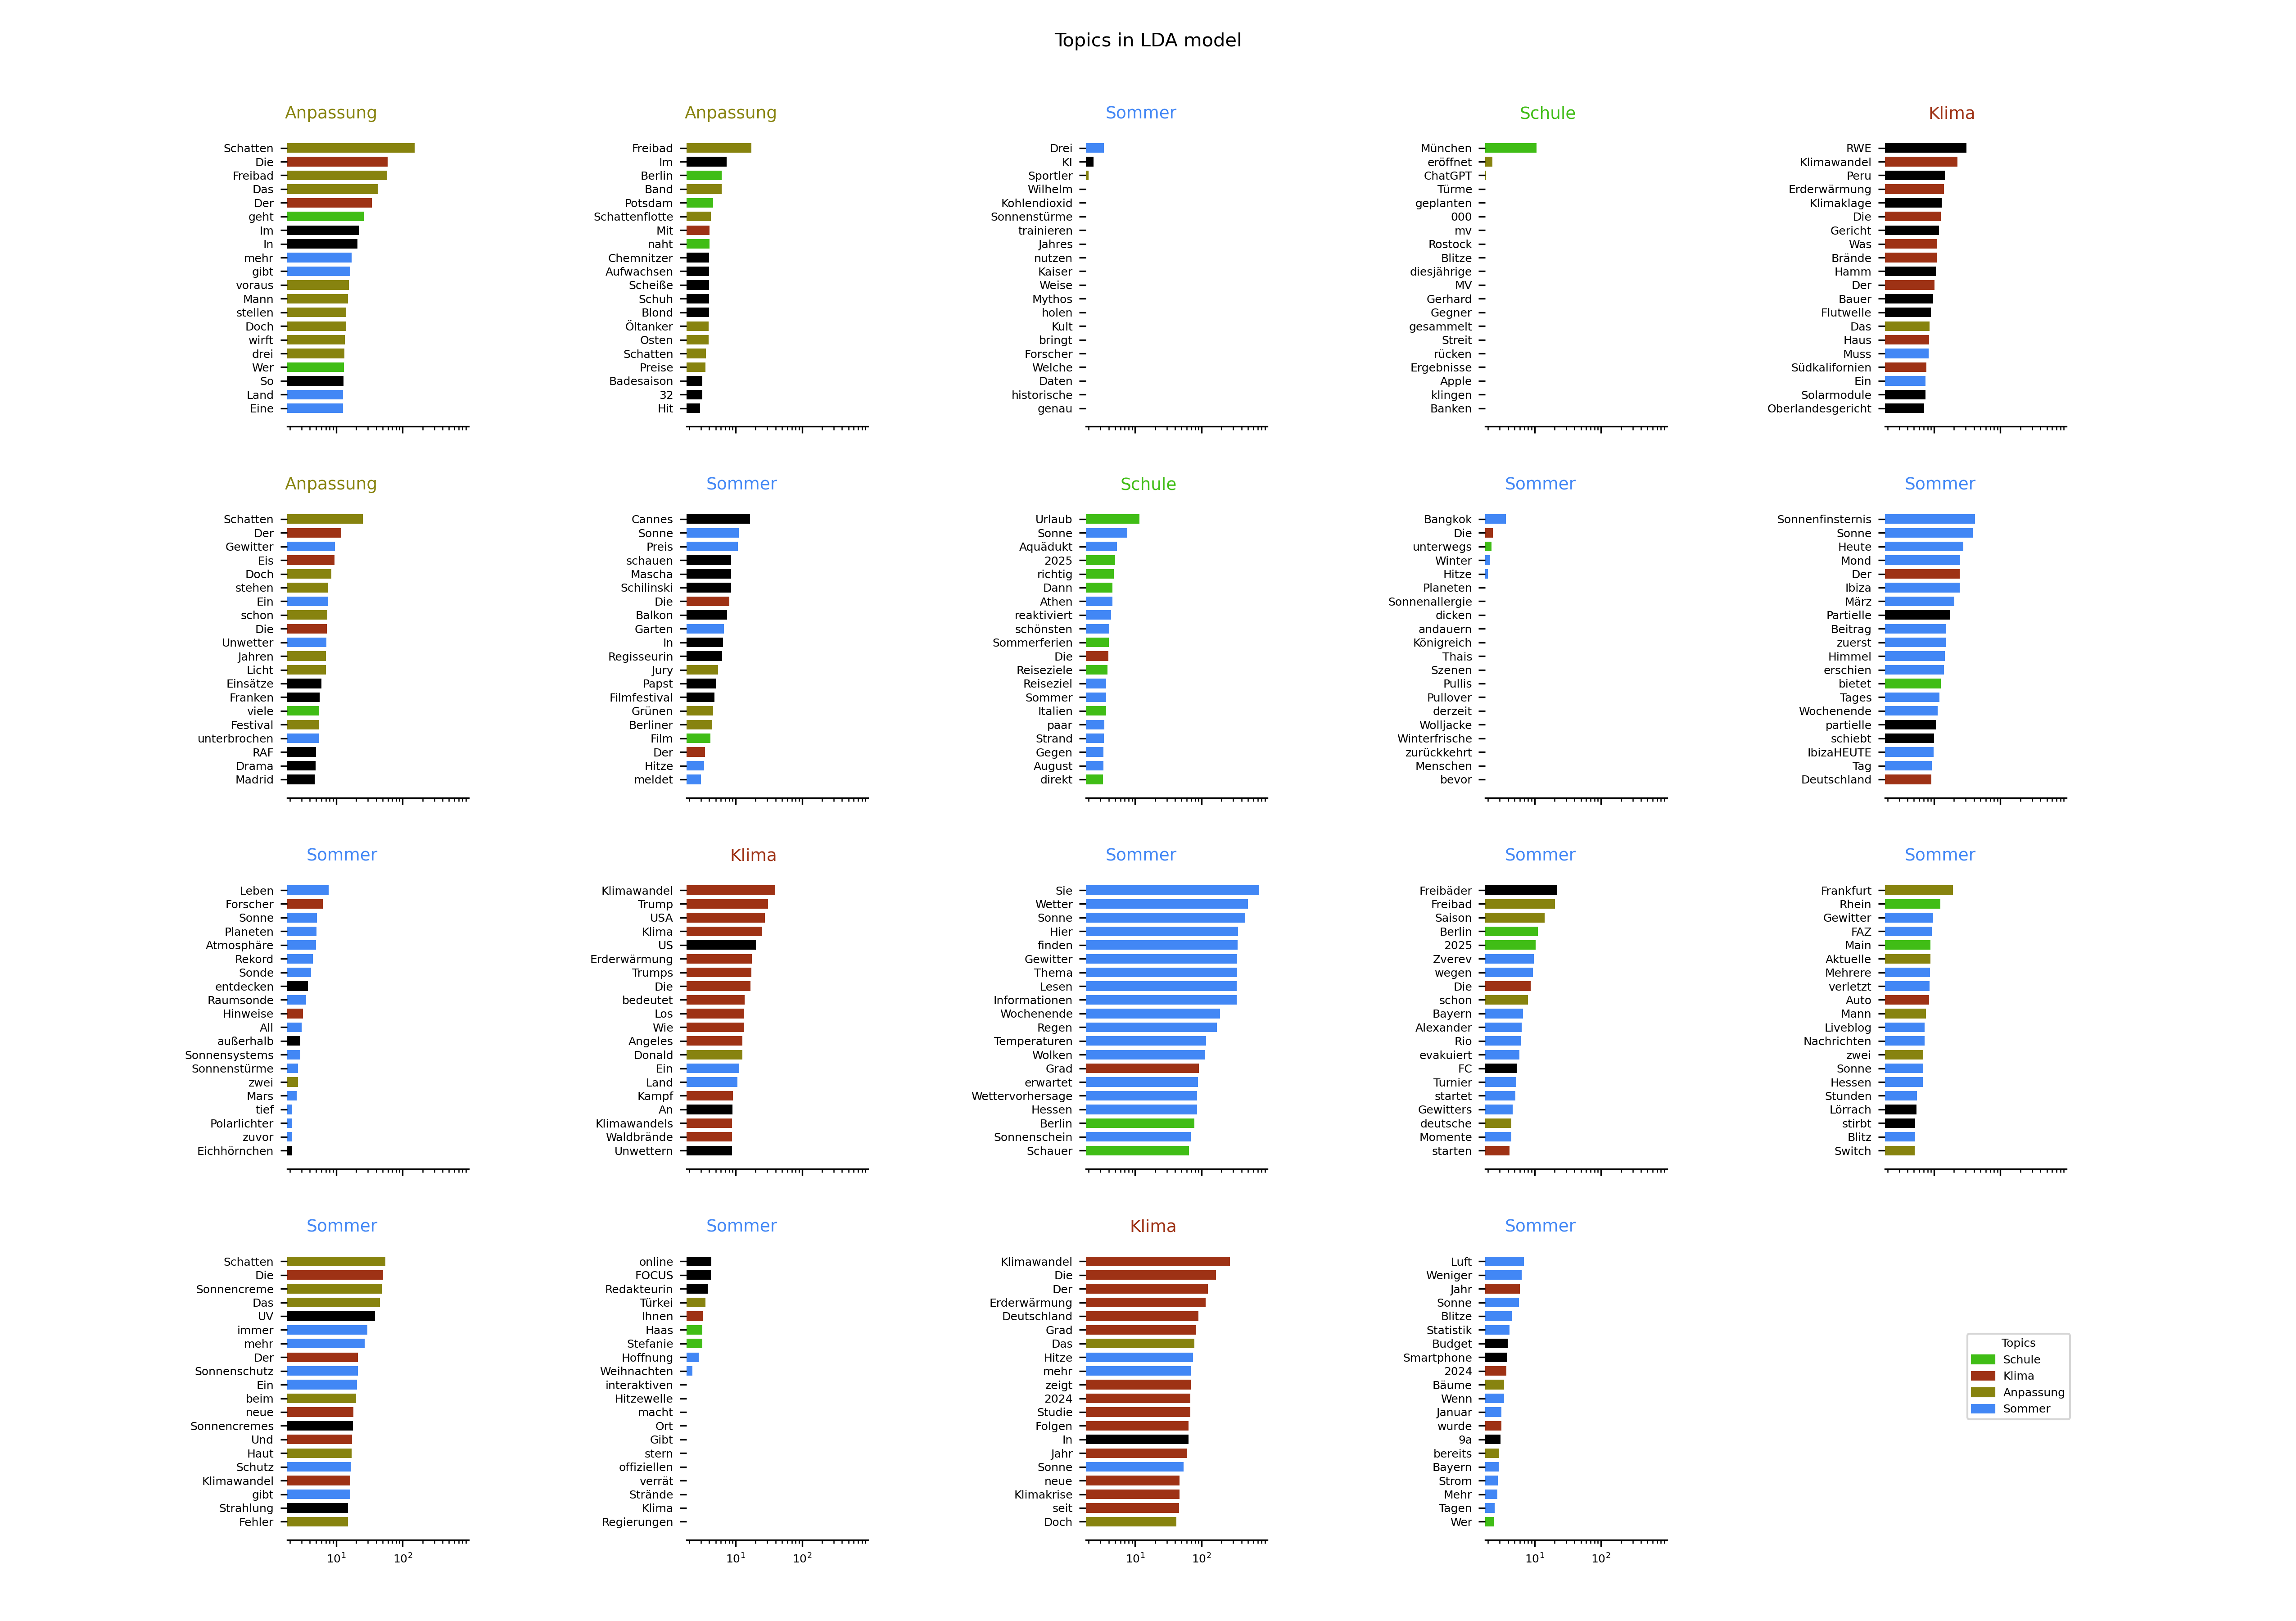 Topics in LDA model
Anpassung
Schatten
Die
Freibad
Das
Der
geht
Im
In
mehr
gibt
voraus
Mann
stellen
Doch
wirft
drei
Wer
So
Land
Eine
Anpassung
Freibad
Im
Berlin
Band
Potsdam
Schattenflotte
Mit
naht
Chemnitzer
Aufwachsen
Scheiße
Schuh
Blond
Öltanker
Osten
Schatten
Preise
Badesaison
32
Hit
Sommer
Drei
KI
Sportler
Wilhelm
Kohlendioxid
Sonnenstürme
trainieren
Jahres
nutzen
Kaiser
Weise
Mythos
holen
Kult
bringt
Forscher
Welche
Daten
historische
genau
Schule
München
eröffnet
ChatGPT
Türme
geplanten
000
mv
Rostock
Blitze
diesjährige
MV
Gerhard
Gegner
gesammelt
Streit
rücken
Ergebnisse
Apple
klingen
Banken
Klima
RWE
Klimawandel
Peru
Erderwärmung
Klimaklage
Die
Gericht
Was
Brände
Hamm
Der
Bauer
Flutwelle
Das
Haus
Muss
Südkalifornien
Ein
Solarmodule
Oberlandesgericht
Anpassung
Schatten
Der
Gewitter
Eis
Doch
stehen
Ein
schon
Die
Unwetter
Jahren
Licht
Einsätze
Franken
viele
Festival
unterbrochen
RAF
Drama
Madrid
Sommer
Cannes
Sonne
Preis
schauen
Mascha
Schilinski
Die
Balkon
Garten
In
Regisseurin
Jury
Papst
Filmfestival
Grünen
Berliner
Film
Der
Hitze
meldet
Schule
Urlaub
Sonne
Aquädukt
2025
richtig
Dann
Athen
reaktiviert
schönsten
Sommerferien
Die
Reiseziele
Reiseziel
Sommer
Italien
paar
Strand
Gegen
August
direkt
Sommer
Bangkok
Die
unterwegs
Winter
Hitze
Planeten
Sonnenallergie
dicken
andauern
Königreich
Thais
Szenen
Pullis
Pullover
derzeit
Wolljacke
Winterfrische
zurückkehrt
Menschen
bevor
Sommer
Sonnenfinsternis
Sonne
Heute
Mond
Der
Ibiza
März
Partielle
Beitrag
zuerst
Himmel
erschien
bietet
Tages
Wochenende
partielle
schiebt
IbizaHEUTE
Tag
Deutschland
Sommer
Leben
Forscher
Sonne
Planeten
Atmosphäre
Rekord
Sonde
entdecken
Raumsonde
Hinweise
All
außerhalb
Sonnensystems
Sonnenstürme
zwei
Mars
tief
Polarlichter
zuvor
Eichhörnchen
Klima
Klimawandel
Trump
USA
Klima
US
Erderwärmung
Trumps
Die
bedeutet
Los
Wie
Angeles
Donald
Ein
Land
Kampf
An
Klimawandels
Waldbrände
Unwettern
Sommer
Sie
Wetter
Sonne
Hier
finden
Gewitter
Thema
Lesen
Informationen
Wochenende
Regen
Temperaturen
Wolken
Grad
erwartet
Wettervorhersage
Hessen
Berlin
Sonnenschein
Schauer
Sommer
Freibäder
Freibad
Saison
Berlin
2025
Zverev
wegen
Die
schon
Bayern
Alexander
Rio
evakuiert
FC
Turnier
startet
Gewitters
deutsche
Momente
starten
Sommer
Frankfurt
Rhein
Gewitter
FAZ
Main
Aktuelle
Mehrere
verletzt
Auto
Mann
Liveblog
Nachrichten
zwei
Sonne
Hessen
Stunden
Lörrach
stirbt
Blitz
Switch
Sommer
Schatten
Die
Sonnencreme
Das
UV
immer
mehr
Der
Sonnenschutz
Ein
beim
neue
Sonnencremes
Und
Haut
Schutz
Klimawandel
gibt
Strahlung
Fehler
10¹ 10²
Sommer
online
FOCUS
Redakteurin
Türkei
Ihnen
Haas
Stefanie
Hoffnung
Weihnachten
interaktiven
Hitzewelle
macht
Ort
Gibt
stern
offiziellen
verrät
Strände
Klima
Regierungen
10¹ 10²
Klima
Klimawandel
Die
Der
Erderwärmung
Deutschland
Grad
Das
Hitze
mehr
zeigt
2024
Studie
Folgen
In
Jahr
Sonne
neue
Klimakrise
seit
Doch
10¹ 10²
Sommer
Luft
Weniger
Jahr
Sonne
Blitze
Statistik
Budget
Smartphone
2024
Bäume
Wenn
Januar
wurde
9a
bereits
Bayern
Strom
Mehr
Tagen
Wer
10¹ 10²
Topics
Schule
Klima
Anpassung
Sommer